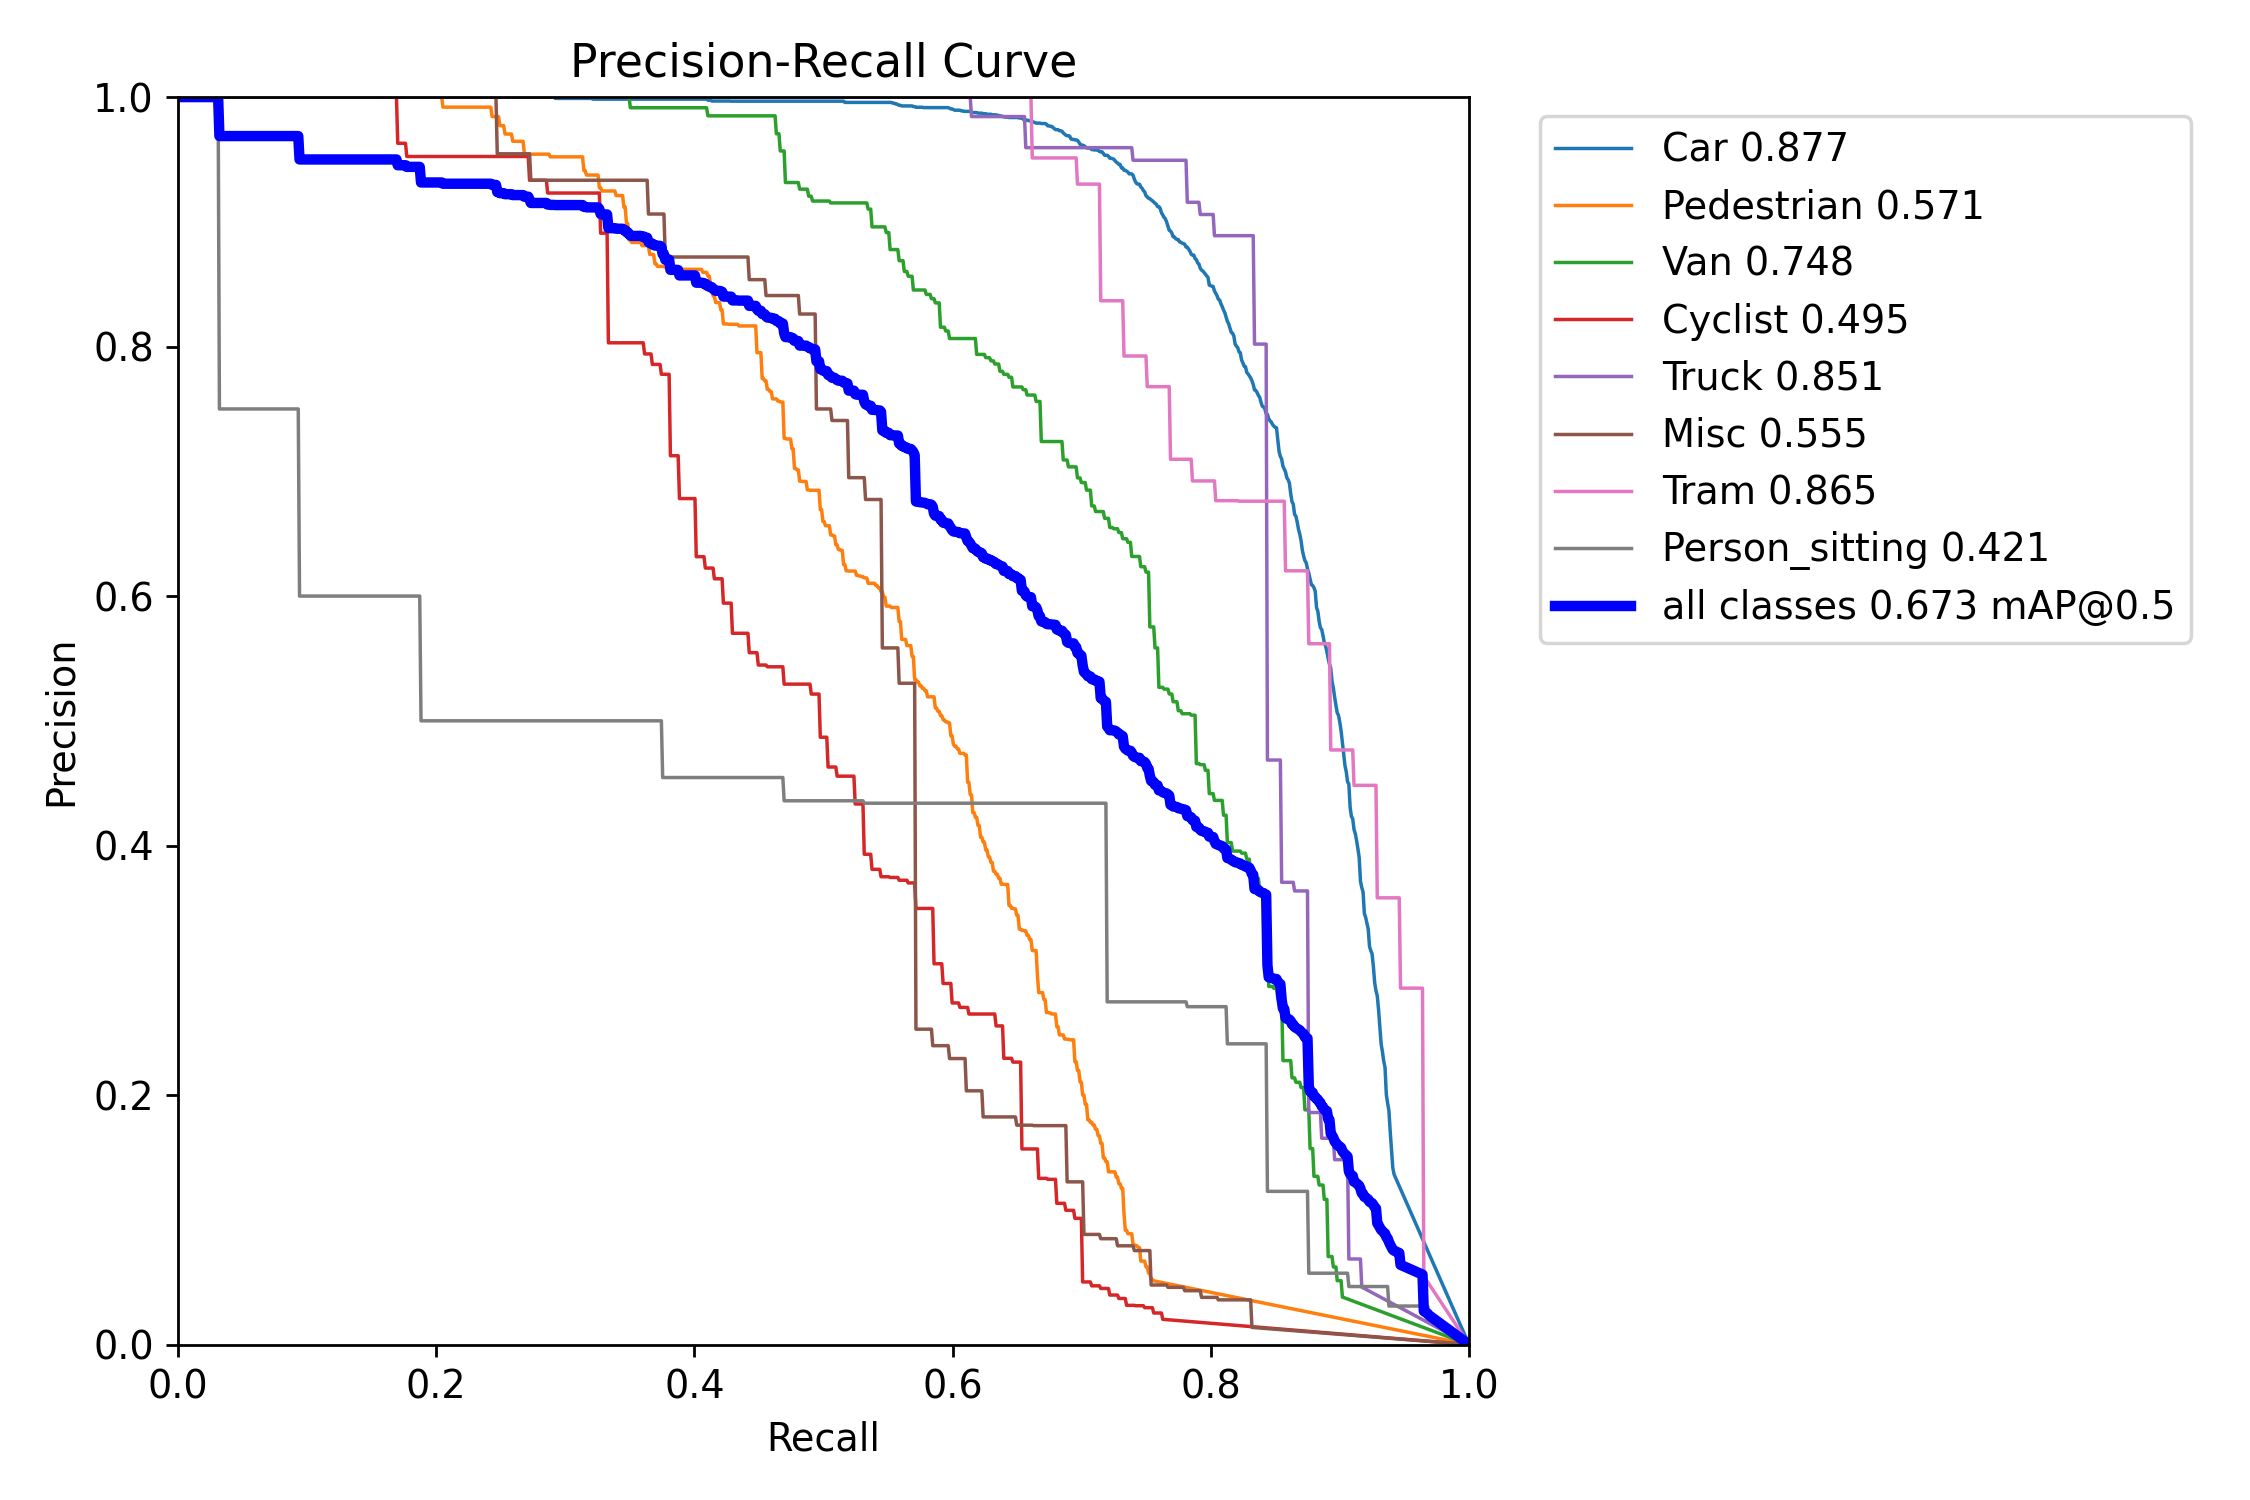 Precision-Recall Curve
1.0
0.8
0.6
0.4
0.2
0.0
Precision
0.0 0.2 0.4 0.6 0.8 1.0
Recall
Car 0.877
Pedestrian 0.571
Van 0.748
Cyclist 0.495
Truck 0.851
Misc 0.555
Tram 0.865
Person_sitting 0.421
all classes 0.673 mAP@0.5